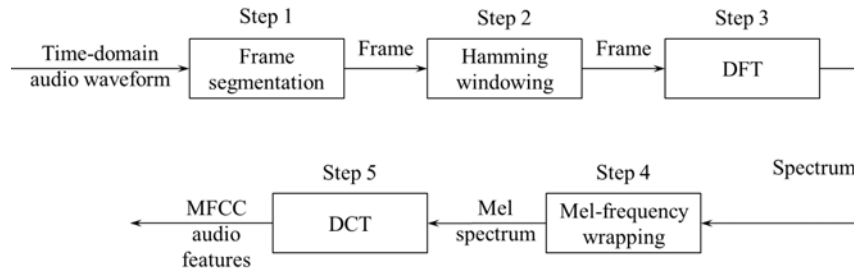 Step 1
Step 2
Step 3
Time-domain
audio waveform
Frame
segmentation
Frame
Hamming
windowing
Frame
DFT
Spectrum
Step 4
Mel-frequency
wrapping
Mel
spectrum
Step 5
DCT
MFCC
audio
features